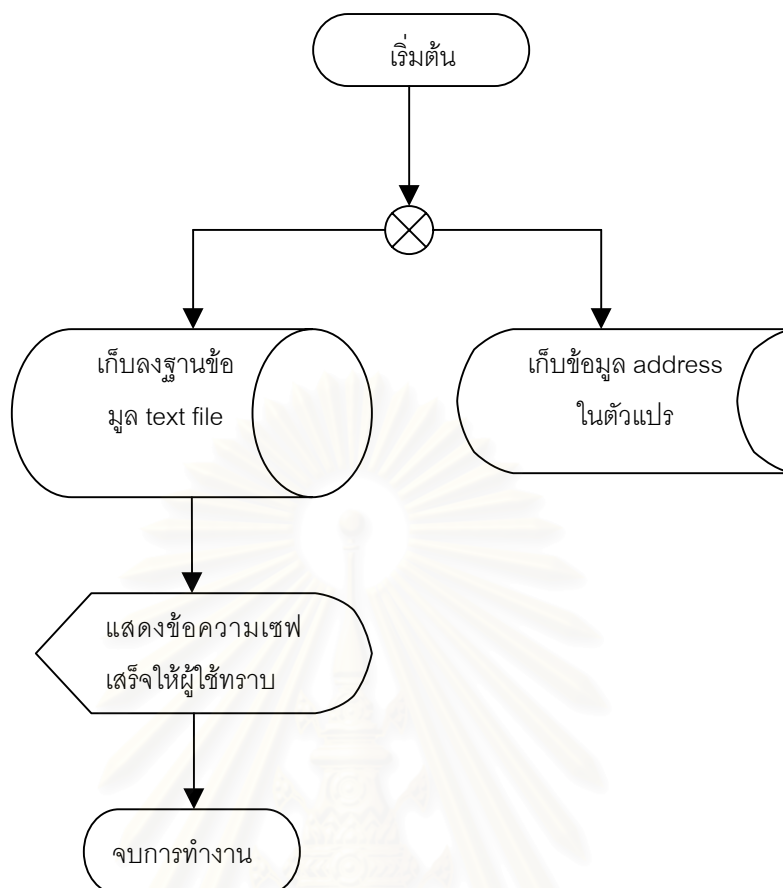 เริ่มต้น
เก็บลงฐานข้อ
มูล text file
เก็บข้อมูล address
ในตัวแปร
แสดงข้อความเซฟ
เสร็จให้ผู้ใช้ทราบ
จบการทำงาน